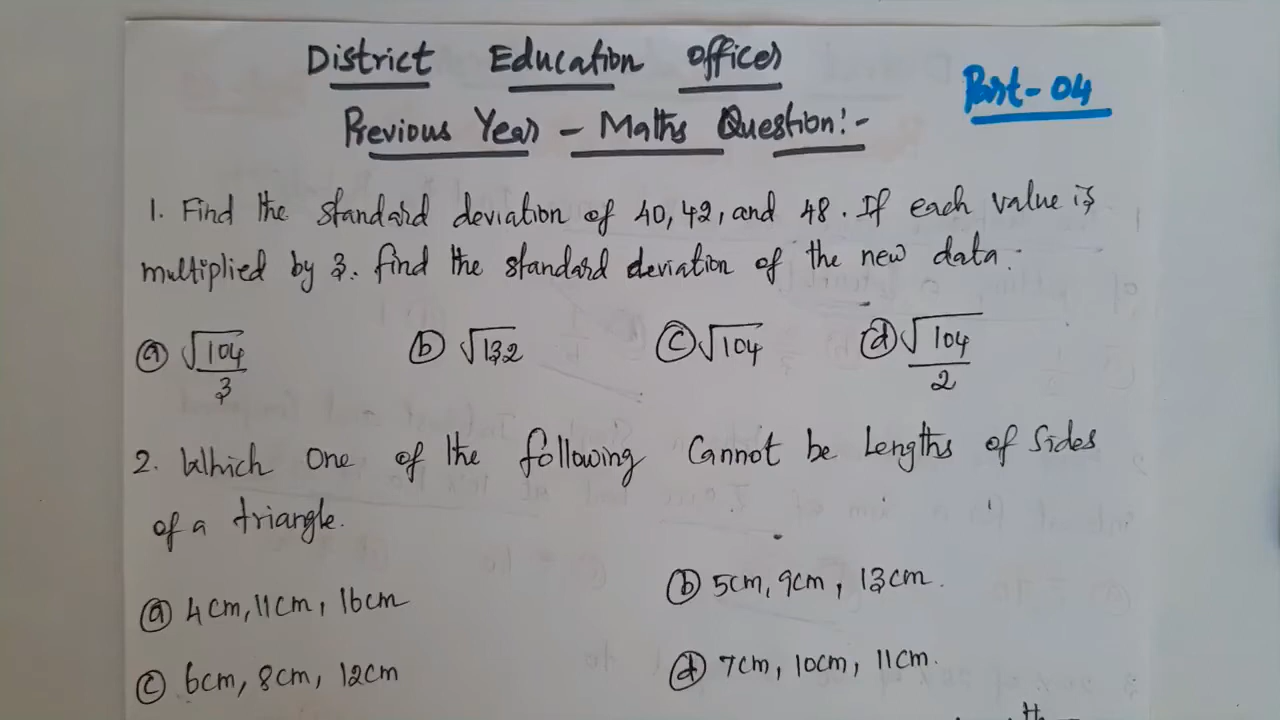 District Education Officer
Part-04
Previous Year - Maths Question:-
1. Find the standard deviation of 40, 42, and 48. If each value is
multiplied by 3. find the standard deviation of the new data.
ⓐ √104/3 ⓑ √132 ⓒ √104 ⓓ √104/2
2. Which One of the following Cannot be Lengths of Sides
of a triangle.
ⓐ 4cm, 11cm, 16cm ⓑ 5cm, 9cm, 13cm.
ⓒ 6cm, 8cm, 12cm ⓓ 7cm, 10cm, 11cm.